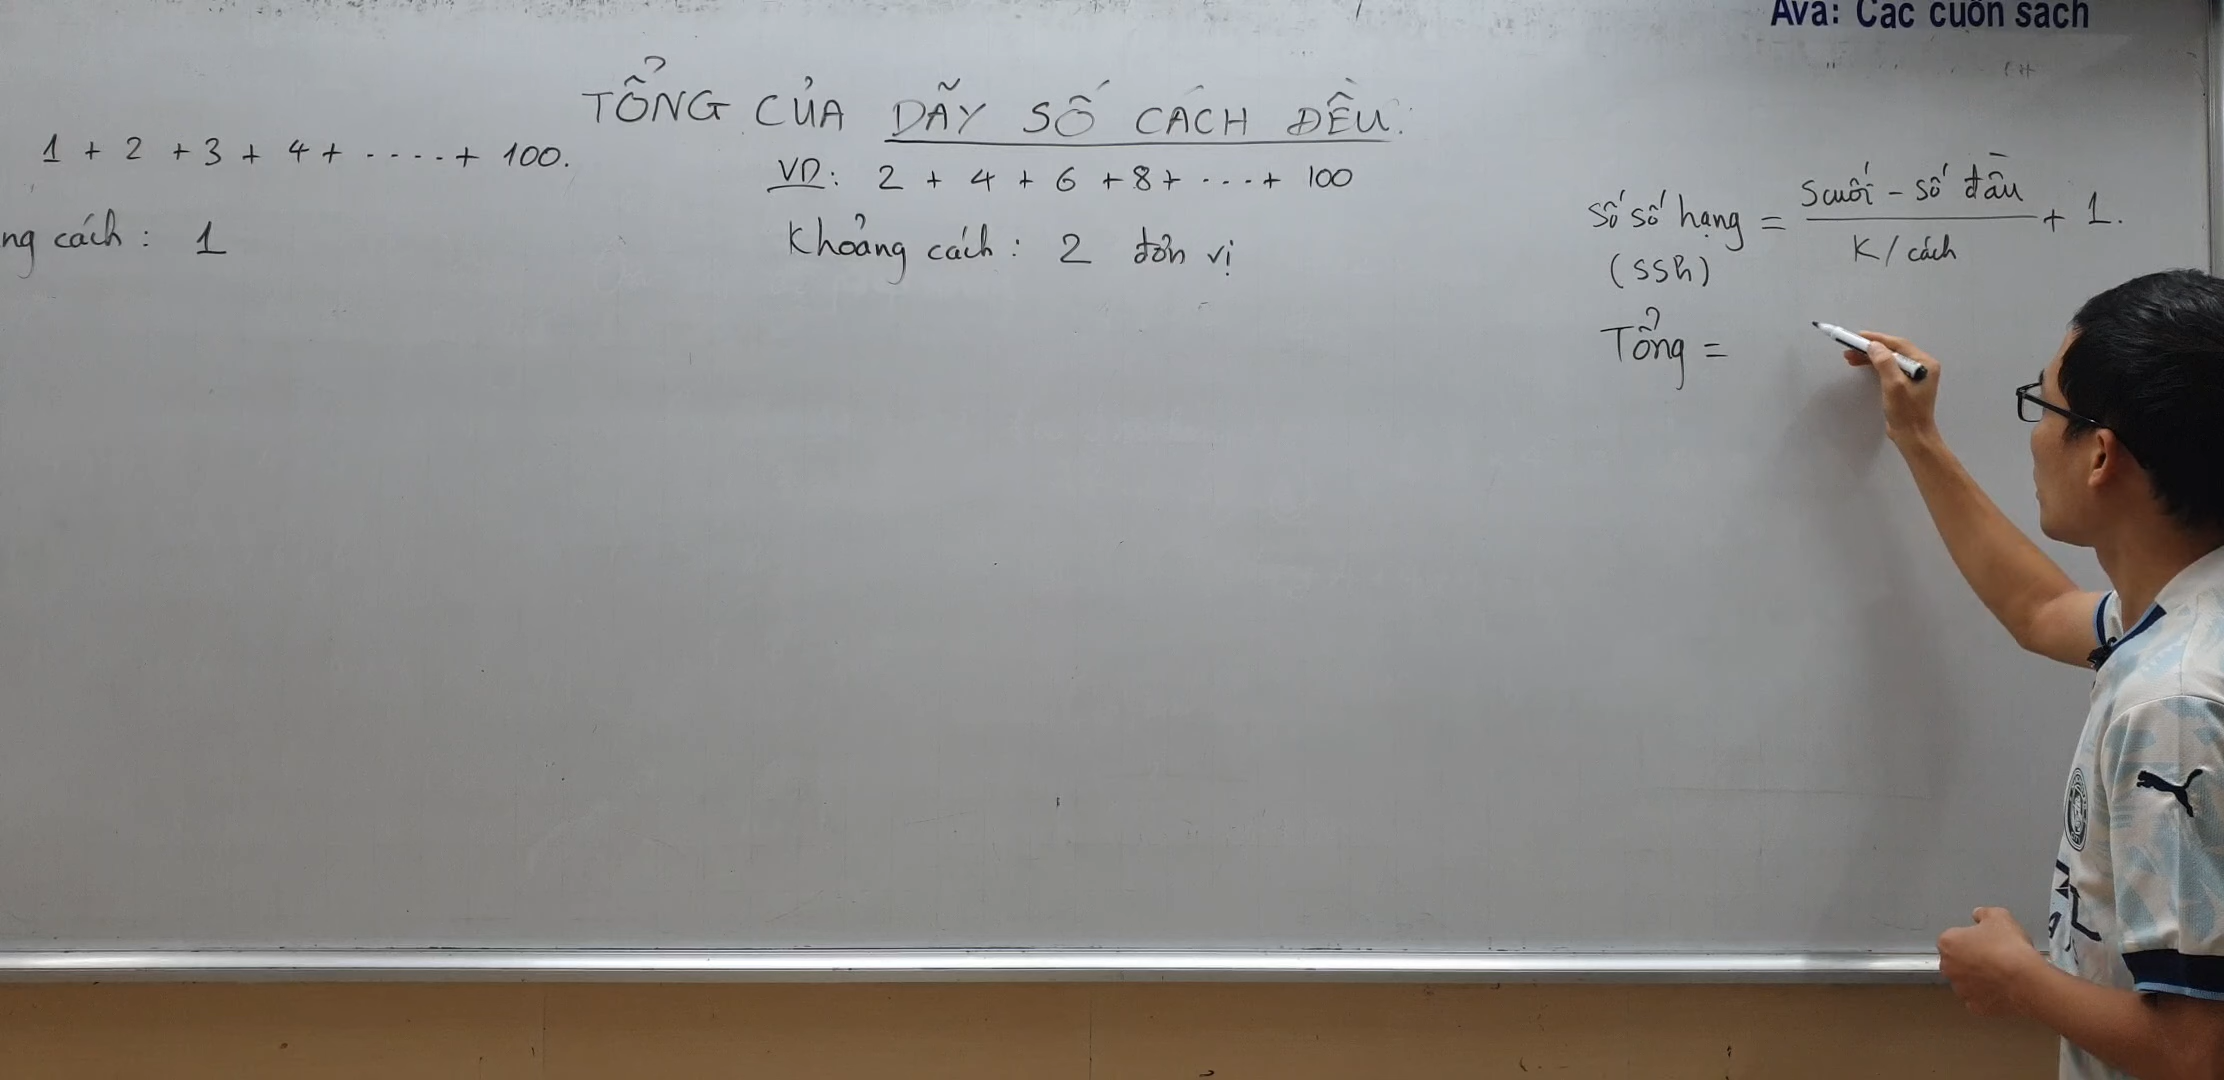 Ava: Các cuốn sách
TỔNG CỦA DÃY SỐ CÁCH ĐỀU.
1 + 2 + 3 + 4 + ....+ 100.
ng cách : 1
VD: 2 + 4 + 6 + 8 + ....+ 100
Khoảng cách : 2 đơn vị
Số số hạng = Scuối - số đầu / K/cách + 1.
(SSh)
Tổng =